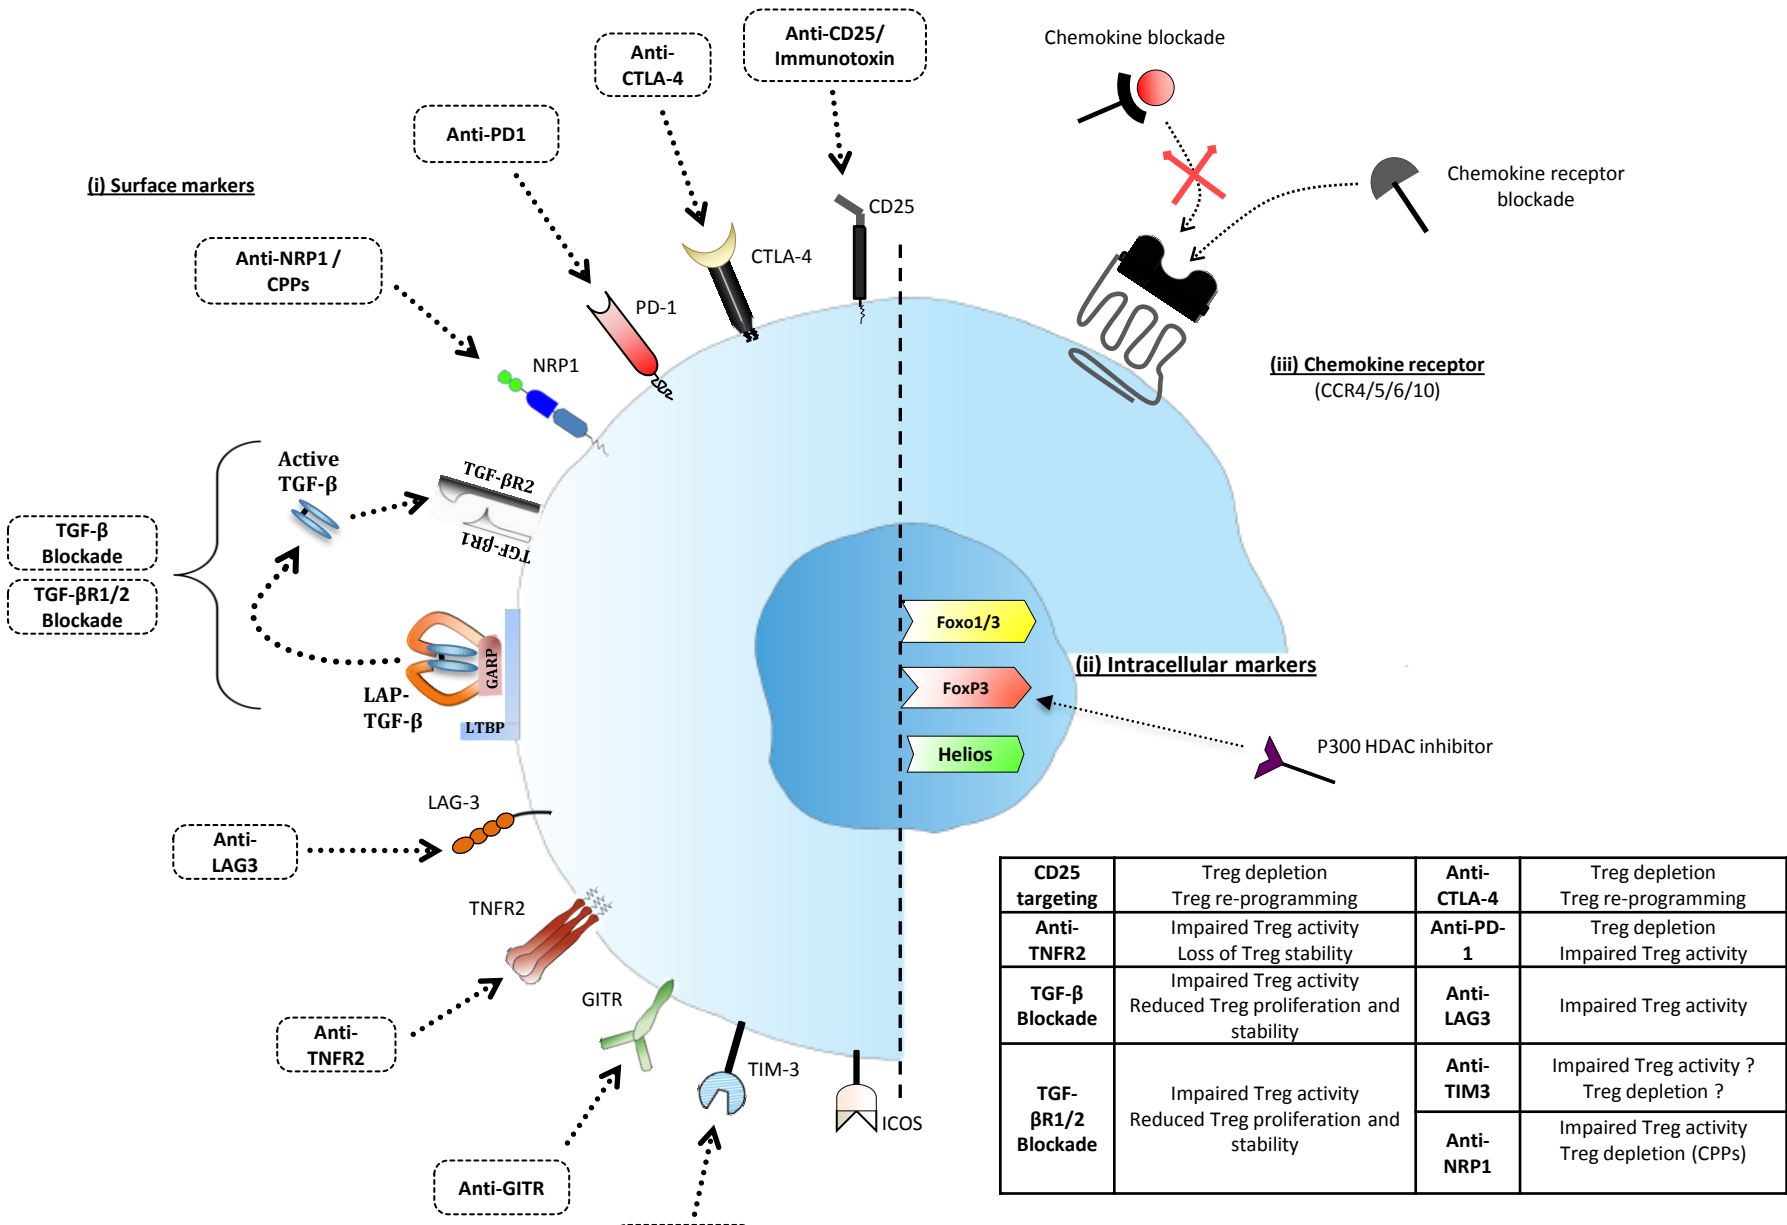 Anti-CD25/
Immunotoxin
Anti-
CTLA-4
Anti-PD1
Chemokine blockade
Chemokine receptor
blockade
(i) Surface markers
Anti-NRP1 /
CPPs
CD25
CTLA-4
PD-1
NRP1
(iii) Chemokine receptor
(CCR4/5/6/10)
Active
TGF-β
TGF-βR2
TGF-βR1
TGF-β
Blockade
TGF-βR1/2
Blockade
GARP
LAP-
TGF-β
LTBP
Foxo1/3
FoxP3
Helios
(ii) Intracellular markers
P300 HDAC inhibitor
LAG-3
Anti-
LAG3
TNFR2
Anti-
TNFR2
GITR
Anti-GITR
TIM-3
ICOS
CD25
targeting
Treg depletion
Treg re-programming
Anti-
CTLA-4
Treg depletion
Treg re-programming
Anti-
TNFR2
Impaired Treg activity
Loss of Treg stability
Anti-PD-
1
Treg depletion
Impaired Treg activity
TGF-β
Blockade
Impaired Treg activity
Reduced Treg proliferation and
stability
Anti-
LAG3
Impaired Treg activity
TGF-
βR1/2
Blockade
Impaired Treg activity
Reduced Treg proliferation and
stability
Anti-
TIM3
Impaired Treg activity ?
Treg depletion ?
Anti-
NRP1
Impaired Treg activity
Treg depletion (CPPs)